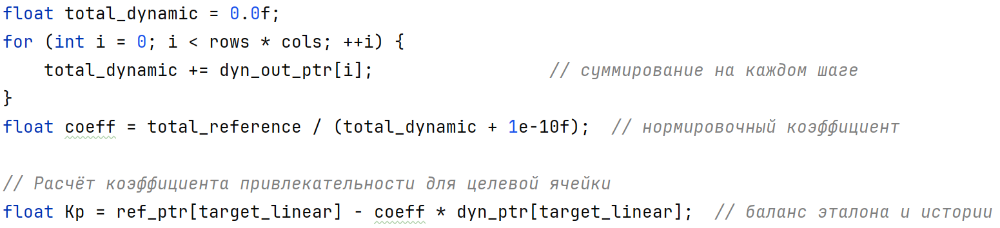 float total_dynamic = 0.0f;
for (int i = 0; i < rows * cols; ++i) {
    total_dynamic += dyn_out_ptr[i];                 // суммирование на каждом шаге
}
float coeff = total_reference / (total_dynamic + 1e-10f);  // нормировочный коэффициент

// Расчёт коэффициента привлекательности для целевой ячейки
float Kp = ref_ptr[target_linear] - coeff * dyn_ptr[target_linear];  // баланс эталона и истории